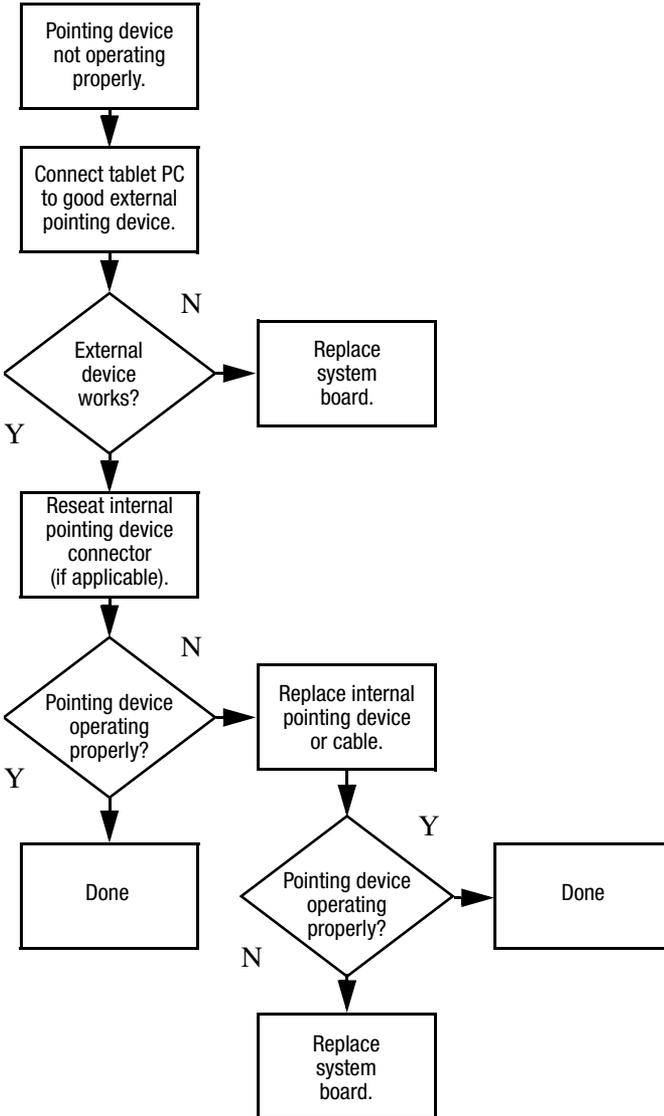 Pointing device
not operating
properly.
Connect tablet PC
to good external
pointing device.
N
External
device
works?
Replace
system
board.
Y
Reseat internal
pointing device
connector
(if applicable).
N
Pointing device
operating
properly?
Replace internal
pointing device
or cable.
Y
Y
Done
Pointing device
operating
properly?
Done
N
Replace
system
board.